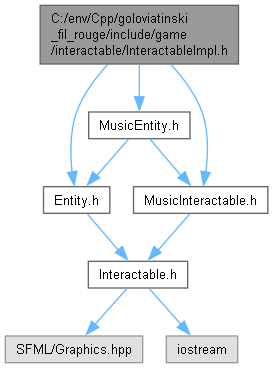 C:/env/Cpp/goloviatinski
_fil_rouge/include/game
/interactable/InteractableImpl.h
MusicEntity.h
Entity.h
MusicInteractable.h
Interactable.h
SFML/Graphics.hpp
iostream